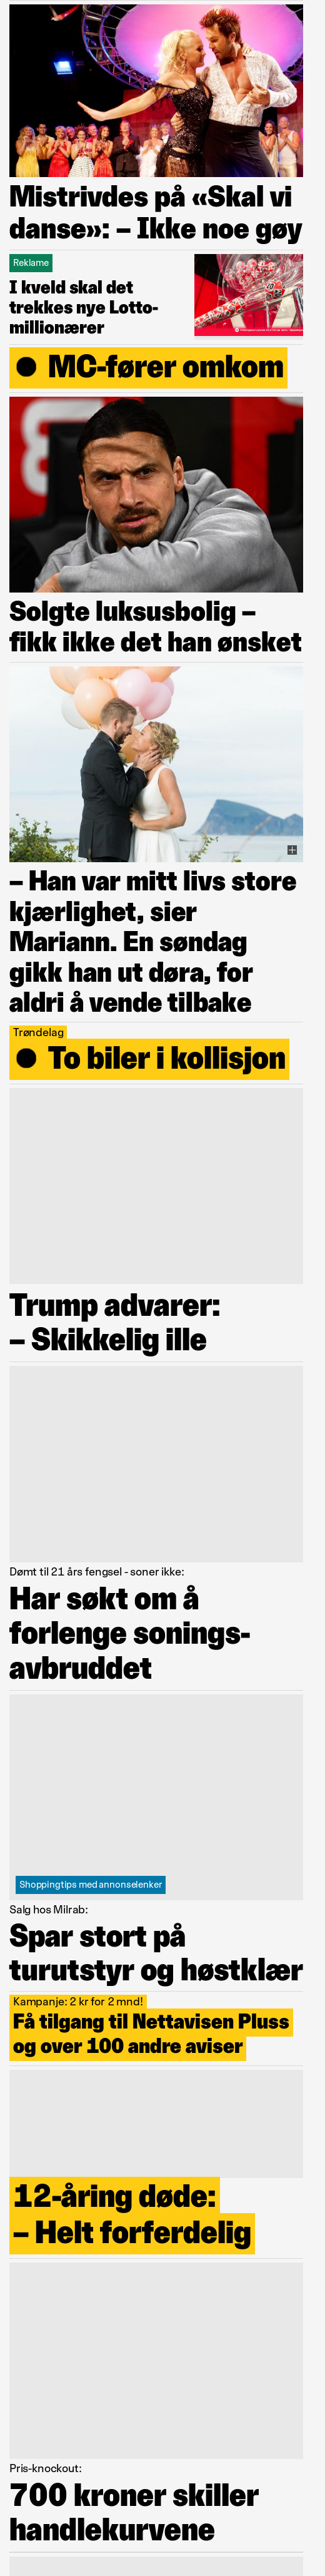 Mistrivdes på «Skal vi
danse»: – Ikke noe gøy
Reklame
I kveld skal det
trekkes nye Lotto-
millionærer
MC-fører omkom
Solgte luksusbolig –
fikk ikke det han ønsket
– Han var mitt livs store
kjærlighet, sier
Mariann. En søndag
gikk han ut døra, for
aldri å vende tilbake
Trøndelag
To biler i kollisjon
Trump advarer:
– Skikkelig ille
Dømt til 21 års fengsel - soner ikke:
Har søkt om å
forlenge sonings-
avbruddet
Shoppingtips med annonselenker
Salg hos Milrab:
Spar stort på
turutstyr og høstklær
Kampanje: 2 kr for 2 mnd!
Få tilgang til Nettavisen Pluss
og over 100 andre aviser
12-åring døde:
– Helt forferdelig
Pris-knockout:
700 kroner skiller
handlekurvene